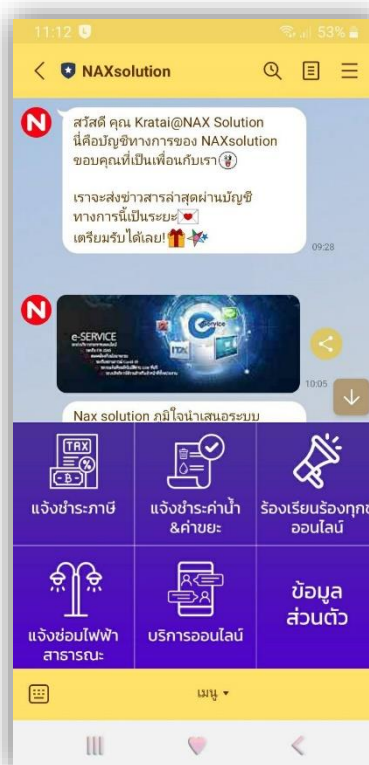 11:12
53%
NAXsolution
N
สวัสดี คุณ Kratai@NAX Solution
นี่คือบัญชีทางการของ NAXsolution
ขอบคุณที่เป็นเพื่อนกับเรา
เราจะส่งข่าวสารล่าสุดผ่านบัญชี
ทางการนี้เป็นระยะ
เตรียมรับได้เลย!
09:28
N
e-SERVICE
10:05
Nax solution ภูมิใจนำเสนอระบบ
TAX
แจ้งชำระภาษี
แจ้งชำระค่าน้ำ
&ค่าขยะ
ร้องเรียนร้องทุกข
ออนไลน์
แจ้งซ่อมไฟฟ้า
สาธารณะ
บริการออนไลน์
ข้อมูล
ส่วนตัว
เมนู